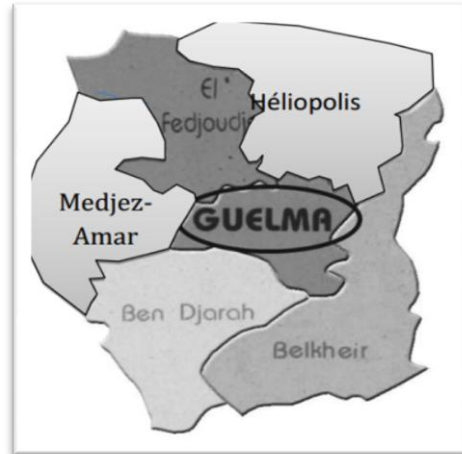 El
Fedjoudj
Héliopolis
Medjez-
Amar
GUELMA
Ben Djarah
Belkheir